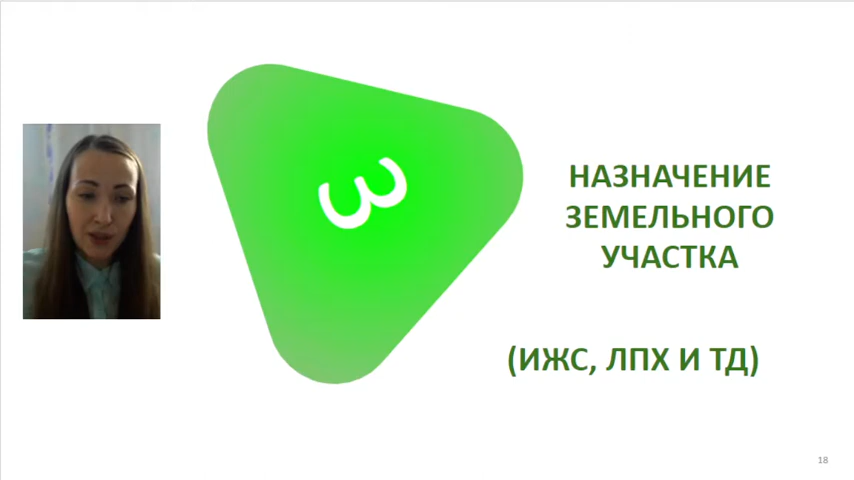 3
НАЗНАЧЕНИЕ
ЗЕМЕЛЬНОГО
УЧАСТКА
(ИЖС, ЛПХ И ТД)
18